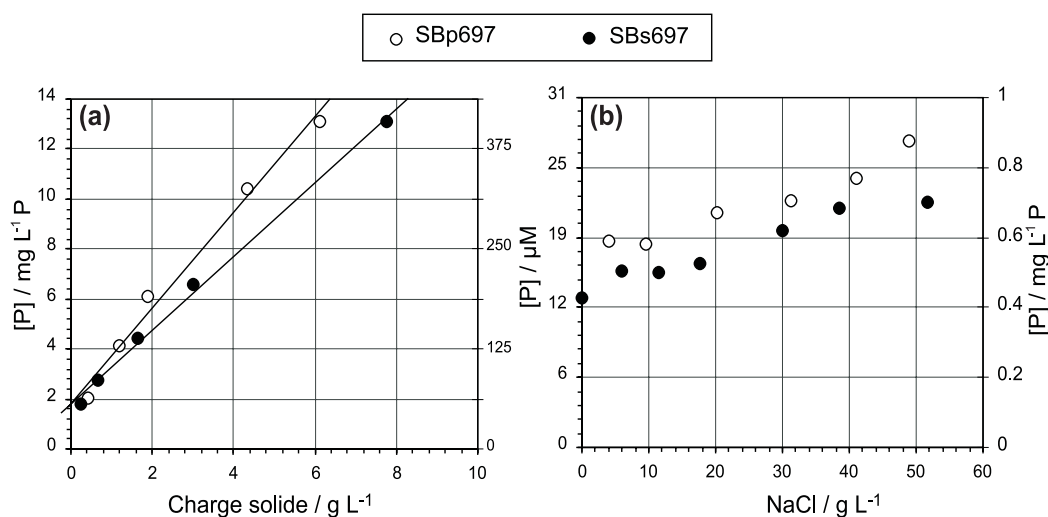 SBp697 SBs697
(a)
14
12
10
8
6
4
2
0
[P] / mg L⁻¹ P
375
250
125
0
0 2 4 6 8 10
Charge solide / g L⁻¹
(b)
31
25
19
12
6
0
[P] / µM
1
0.8
0.6
0.4
0.2
0
[P] / mg L⁻¹ P
0 10 20 30 40 50 60
NaCl / g L⁻¹